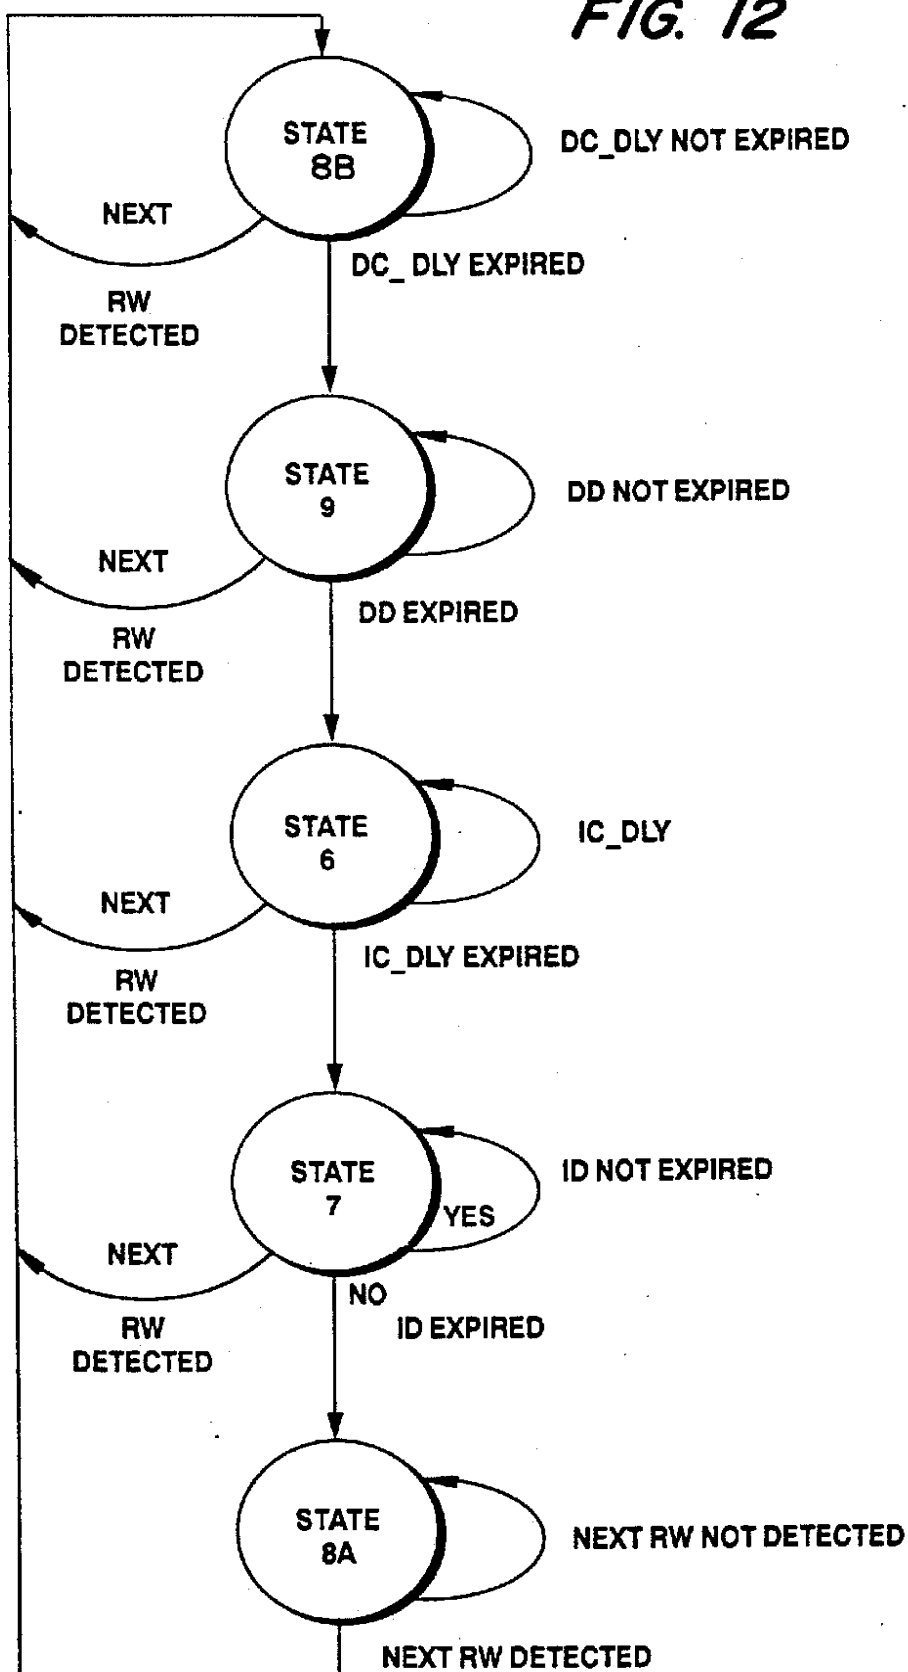 FIG. 12
STATE
8B
DC_DLY NOT EXPIRED
NEXT
RW
DETECTED
DC_ DLY EXPIRED
STATE
9
DD NOT EXPIRED
NEXT
RW
DETECTED
DD EXPIRED
STATE
6
IC_DLY
NEXT
RW
DETECTED
IC_DLY EXPIRED
STATE
7
ID NOT EXPIRED
YES
NEXT
RW
DETECTED
NO
ID EXPIRED
STATE
8A
NEXT RW NOT DETECTED
NEXT RW DETECTED